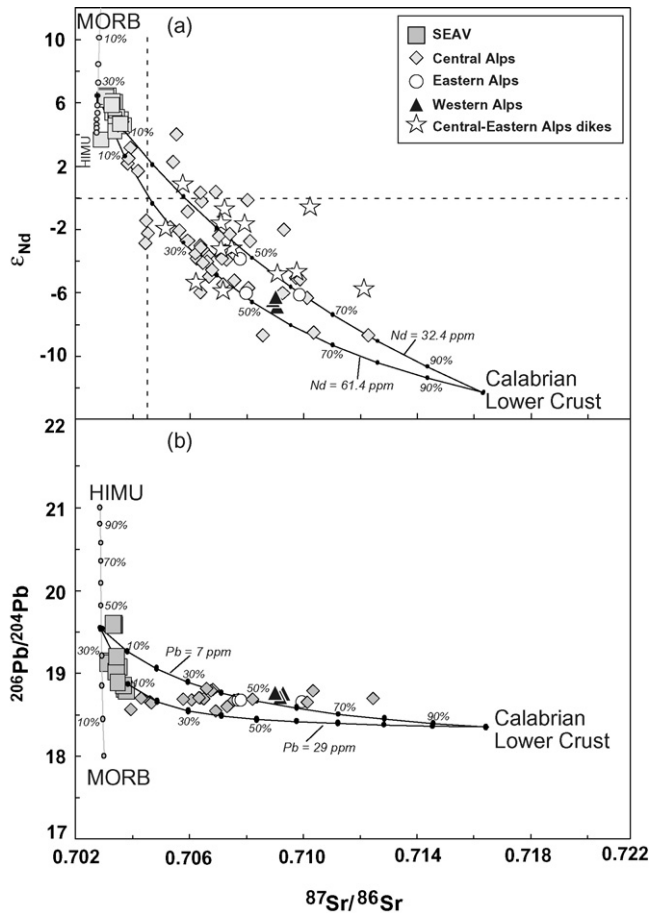 MORB
(a)
10%
30%
10%
10%
HIMU
30%
50%
50%
70%
70%
90%
90%
Nd = 32.4 ppm
Nd = 61.4 ppm
Calabrian
Lower Crust
SEAV
Central Alps
Eastern Alps
Western Alps
Central-Eastern Alps dikes
10
6
2
-2
-6
-10
εNd
(b)
HIMU
90%
70%
50%
30%
10%
MORB
10%
Pb = 7 ppm
30%
30%
50%
50%
Pb = 29 ppm
70%
90%
Calabrian
Lower Crust
22
21
20
19
18
17
²⁰⁶Pb/²⁰⁴Pb
0.702 0.706 0.710 0.714 0.718 0.722
⁸⁷Sr/⁸⁶Sr